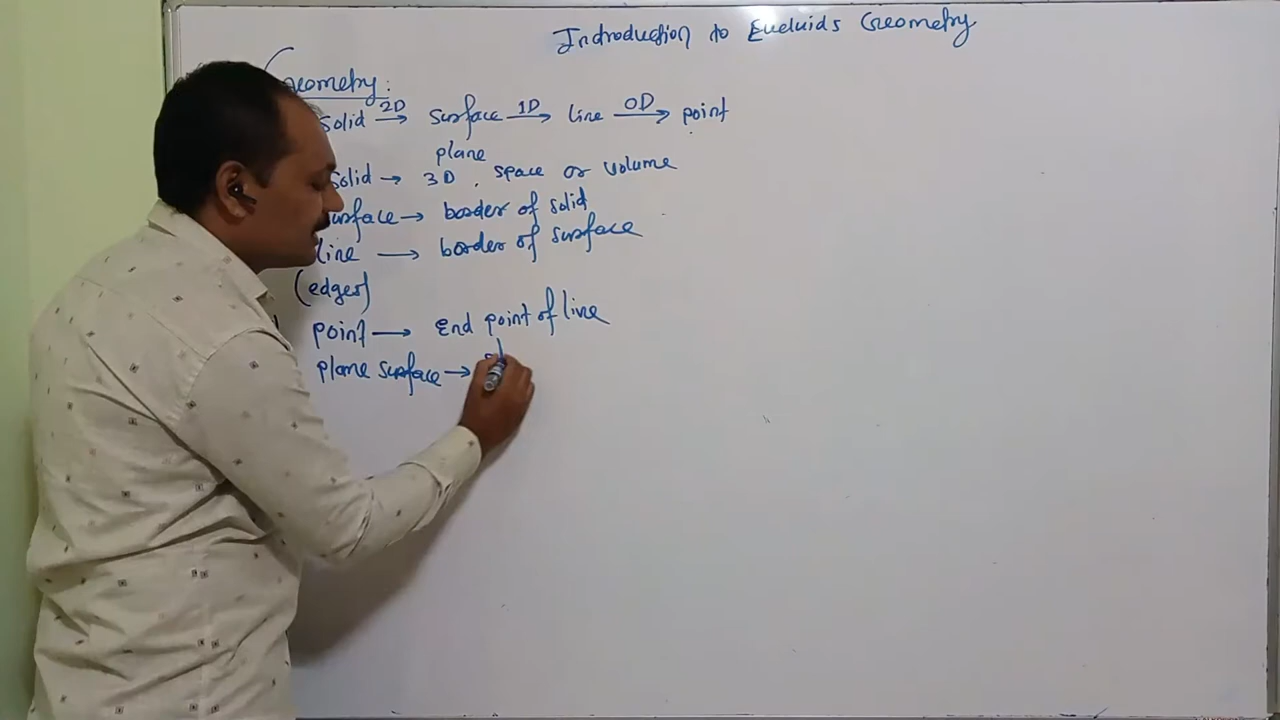 Introduction to Eucluids Geometry
Geometry:
solid 2D → surface 1D → line 0D → point
plane
solid → 3D, space or volume
surface → border of solid
line → border of surface
(edges)
point → End point of line
plane surface →